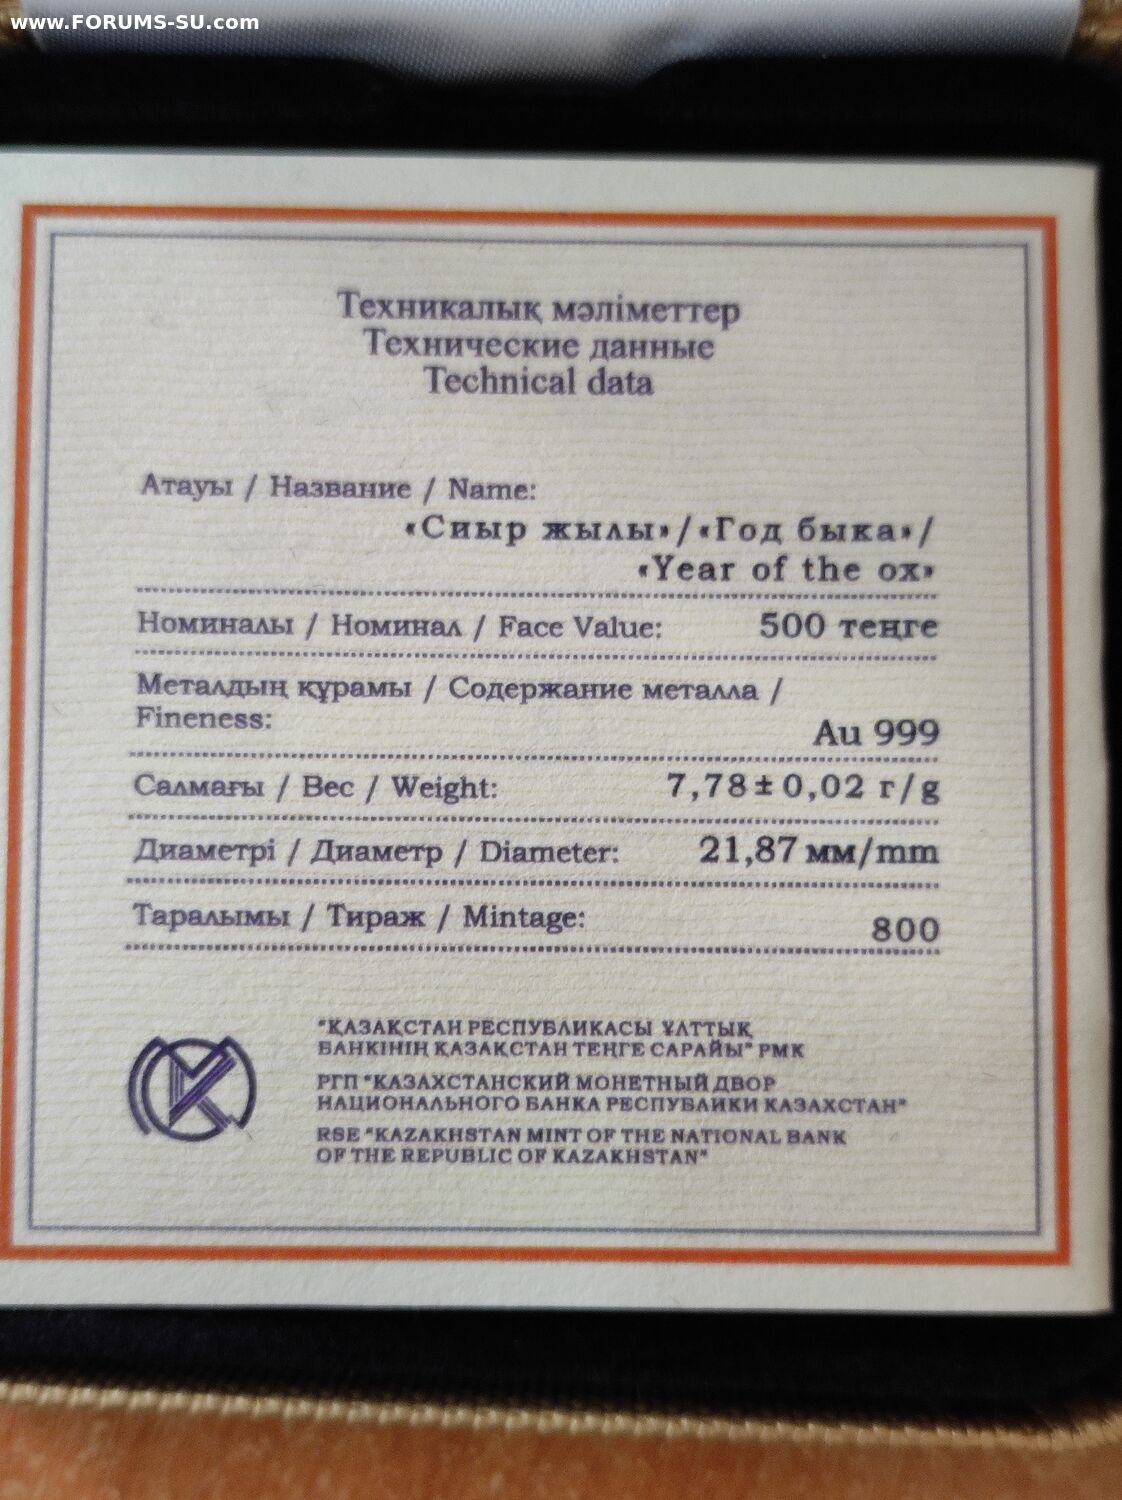 www.FORUMS-SU.com
Техникалық мәліметтер
Технические данные
Technical data
Атауы / Название / Name:
«Сиыр жылы»/«Год быка»/
«Year of the ox»
Номиналы / Номинал / Face Value: 500 теңге
Металдың құрамы / Содержание металла /
Fineness:
Au 999
Салмағы / Вес / Weight: 7,78±0,02 г/g
Диаметрі / Диаметр / Diameter: 21,87 мм/mm
Таралымы / Тираж / Mintage: 800
"ҚАЗАҚСТАН РЕСПУБЛИКАСЫ ҰЛТТЫҚ
БАНКІНІҢ ҚАЗАҚСТАН ТЕҢГЕ САРАЙЫ" РМК
РГП "КАЗАХСТАНСКИЙ МОНЕТНЫЙ ДВОР
НАЦИОНАЛЬНОГО БАНКА РЕСПУБЛИКИ КАЗАХСТАН"
RSE "KAZAKHSTAN MINT OF THE NATIONAL BANK
OF THE REPUBLIC OF KAZAKHSTAN"